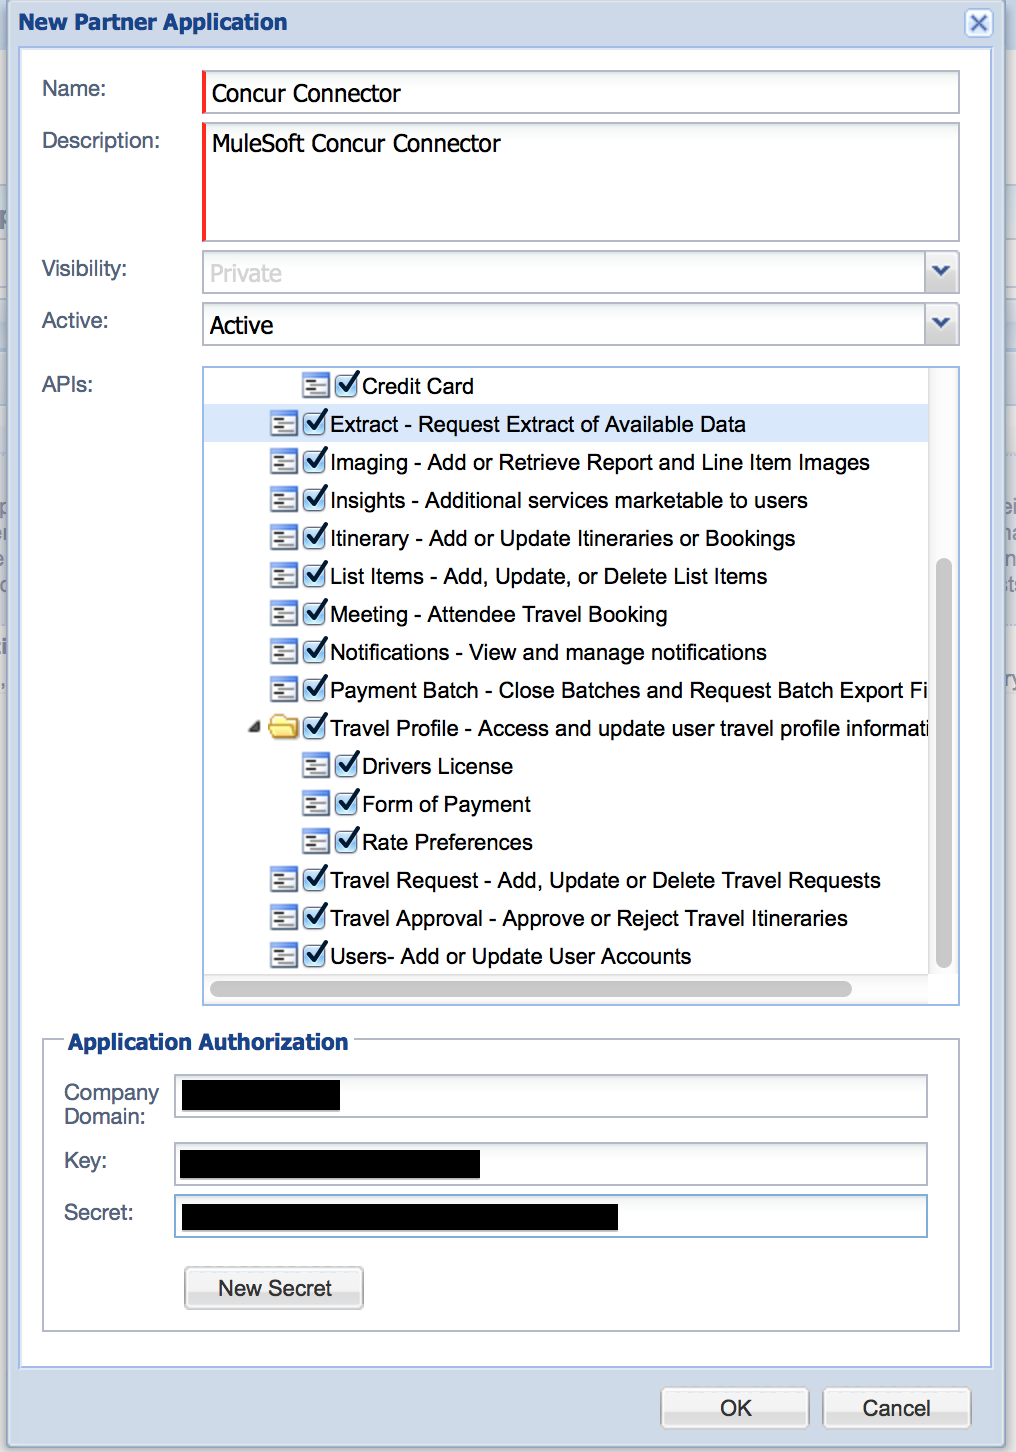 New Partner Application
Name:
Concur Connector
Description:
MuleSoft Concur Connector
Visibility:
Private
Active:
Active
APIs:
Credit Card
Extract - Request Extract of Available Data
Imaging - Add or Retrieve Report and Line Item Images
Insights - Additional services marketable to users
Itinerary - Add or Update Itineraries or Bookings
List Items - Add, Update, or Delete List Items
Meeting - Attendee Travel Booking
Notifications - View and manage notifications
Payment Batch - Close Batches and Request Batch Export Fi
Travel Profile - Access and update user travel profile informati
Drivers License
Form of Payment
Rate Preferences
Travel Request - Add, Update or Delete Travel Requests
Travel Approval - Approve or Reject Travel Itineraries
Users- Add or Update User Accounts
Application Authorization
Company
Domain:
Key:
Secret:
New Secret
OK
Cancel